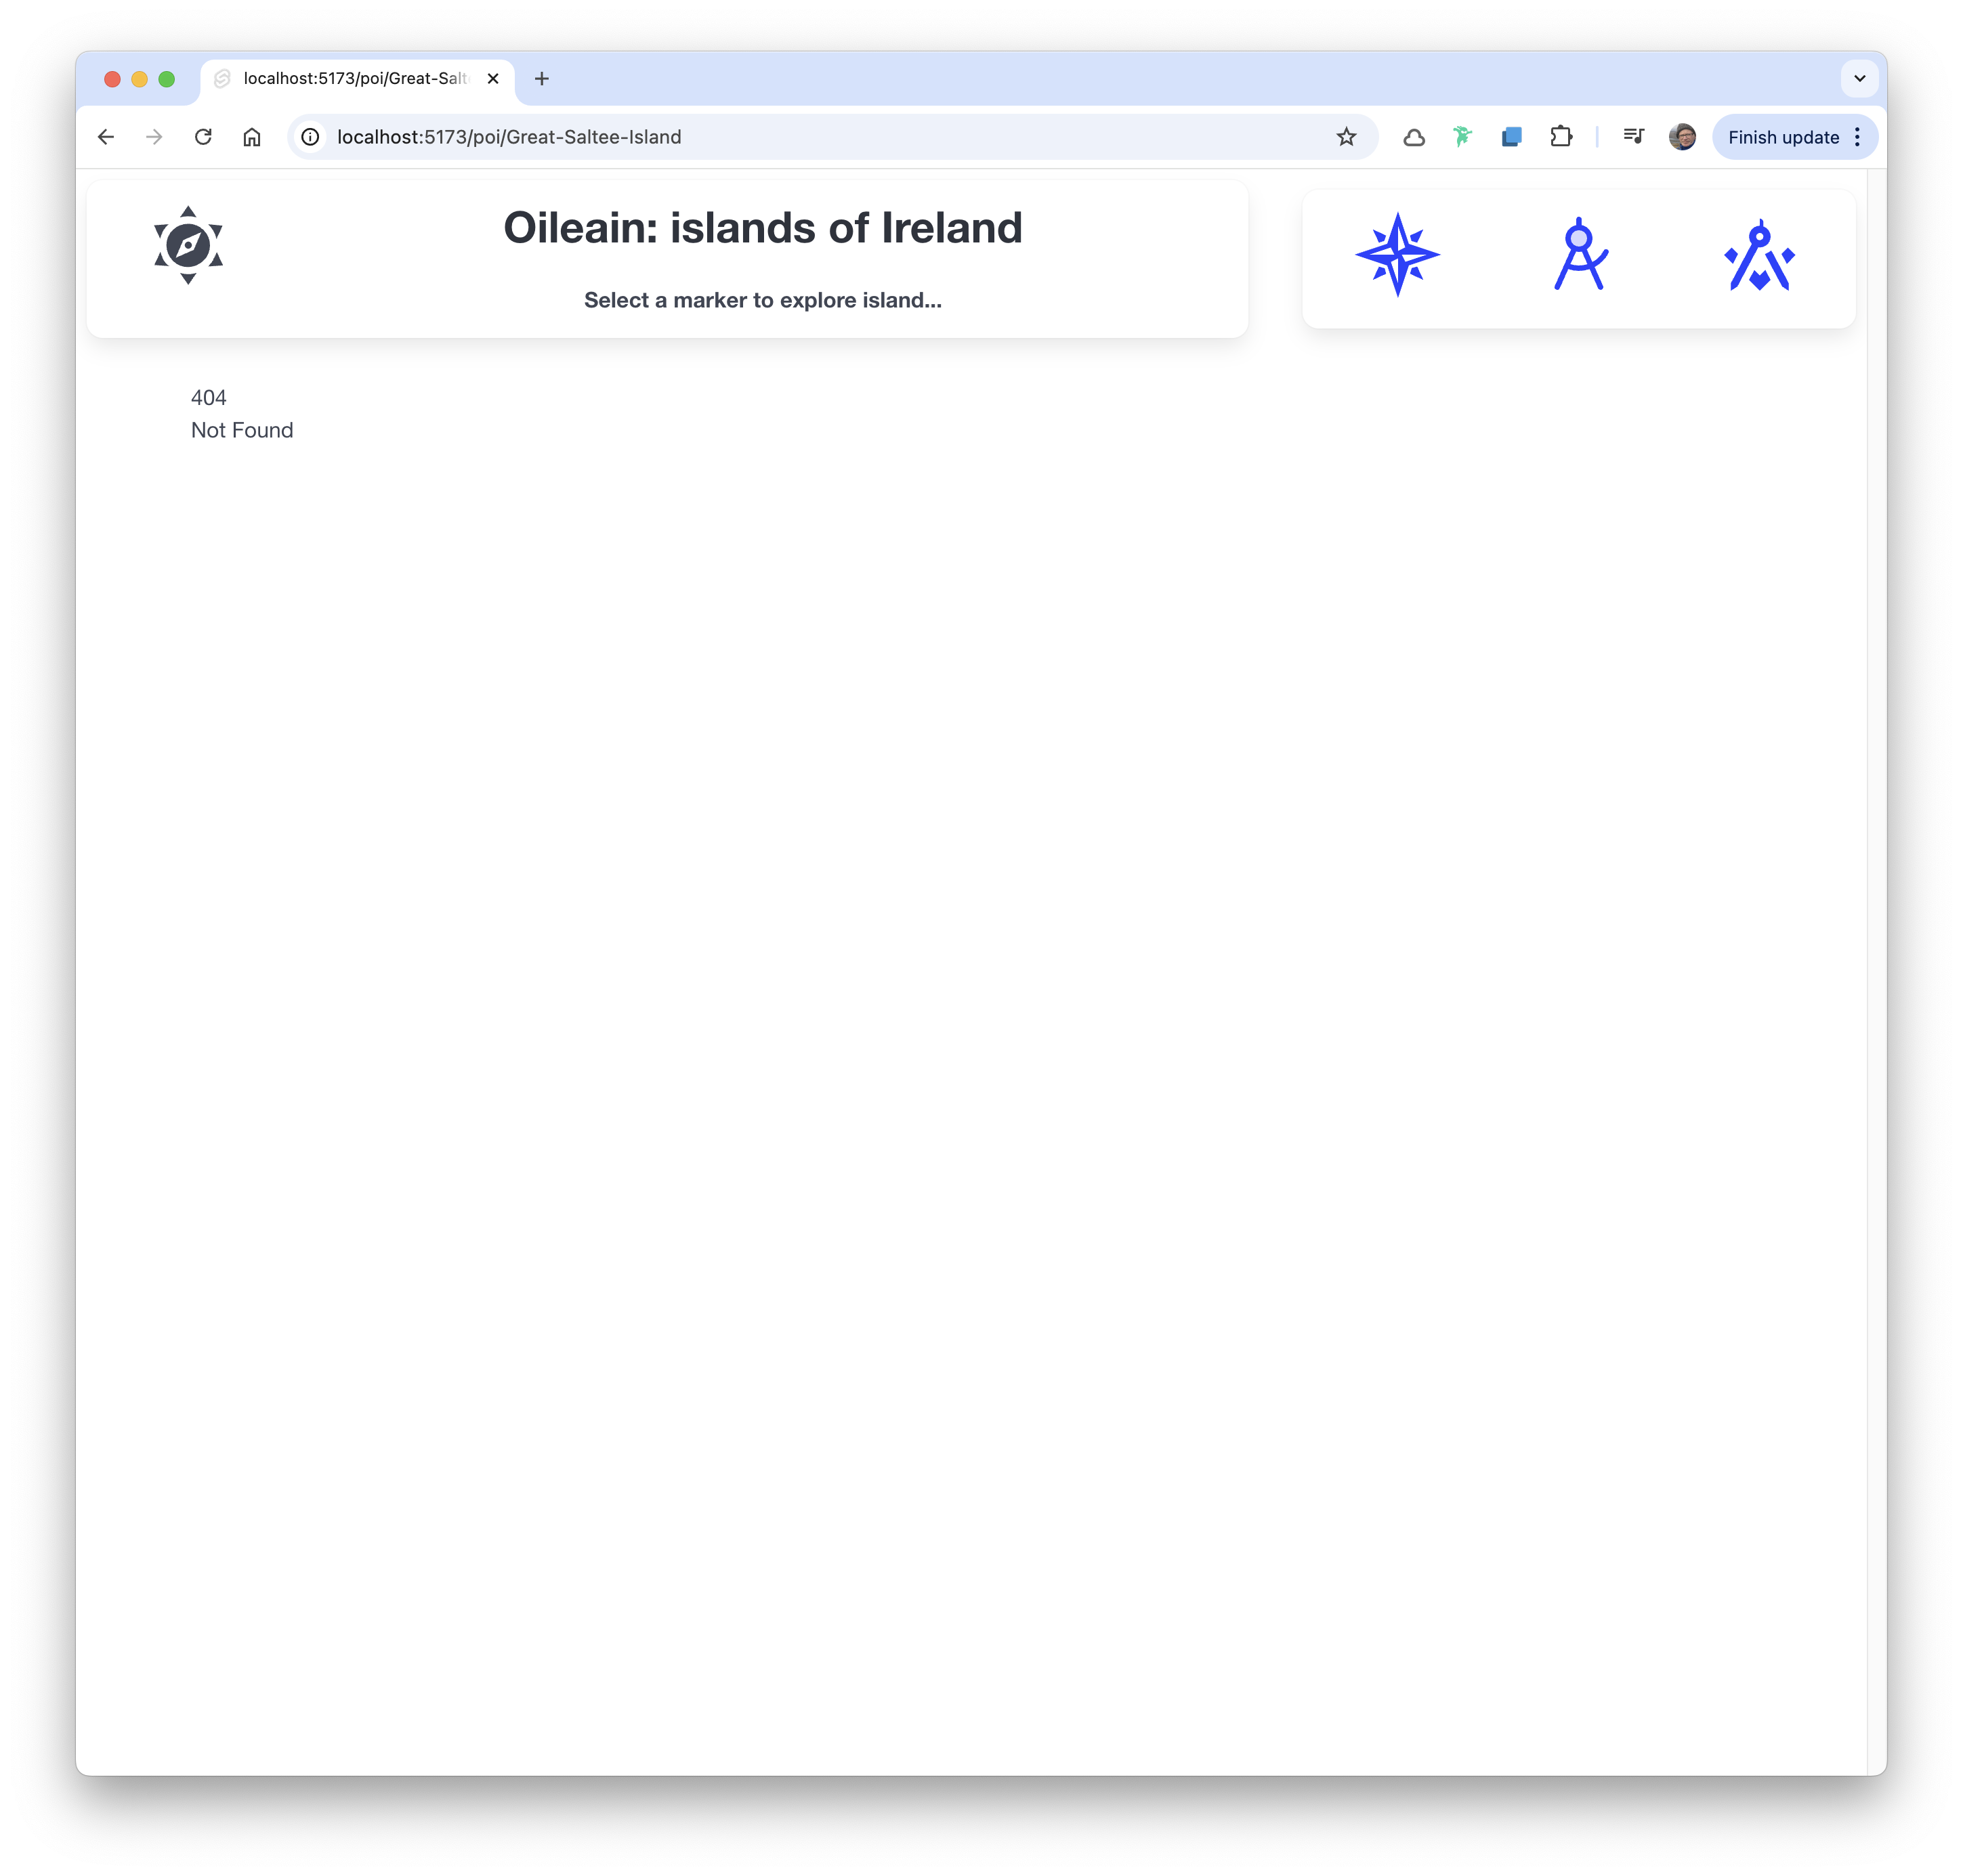 localhost:5173/poi/Great-Salt
localhost:5173/poi/Great-Saltee-Island
Finish update
Oileain: islands of Ireland
Select a marker to explore island...
404
Not Found